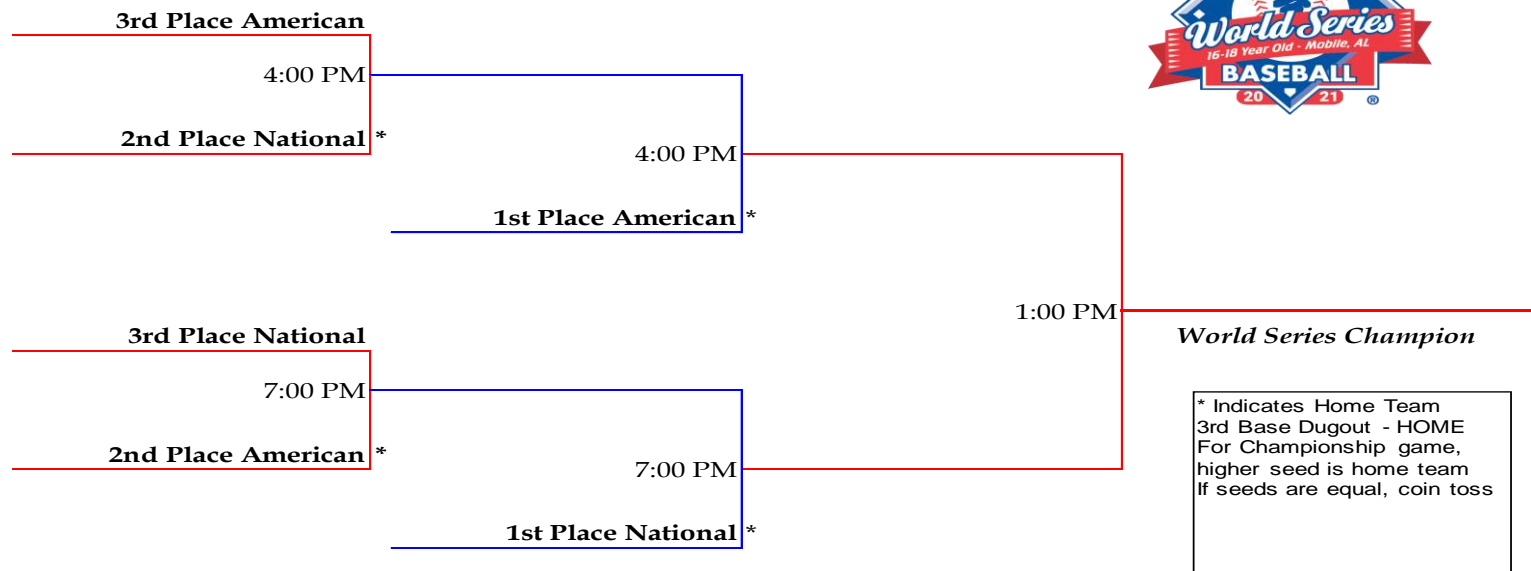 World Series
16-18 Year Old - Mobile, AL
BASEBALL
20 21 ®
3rd Place American
4:00 PM
2nd Place National *
4:00 PM
1st Place American *
1:00 PM
World Series Champion
3rd Place National
7:00 PM
2nd Place American *
7:00 PM
1st Place National *
* Indicates Home Team
3rd Base Dugout - HOME
For Championship game,
higher seed is home team
If seeds are equal, coin toss